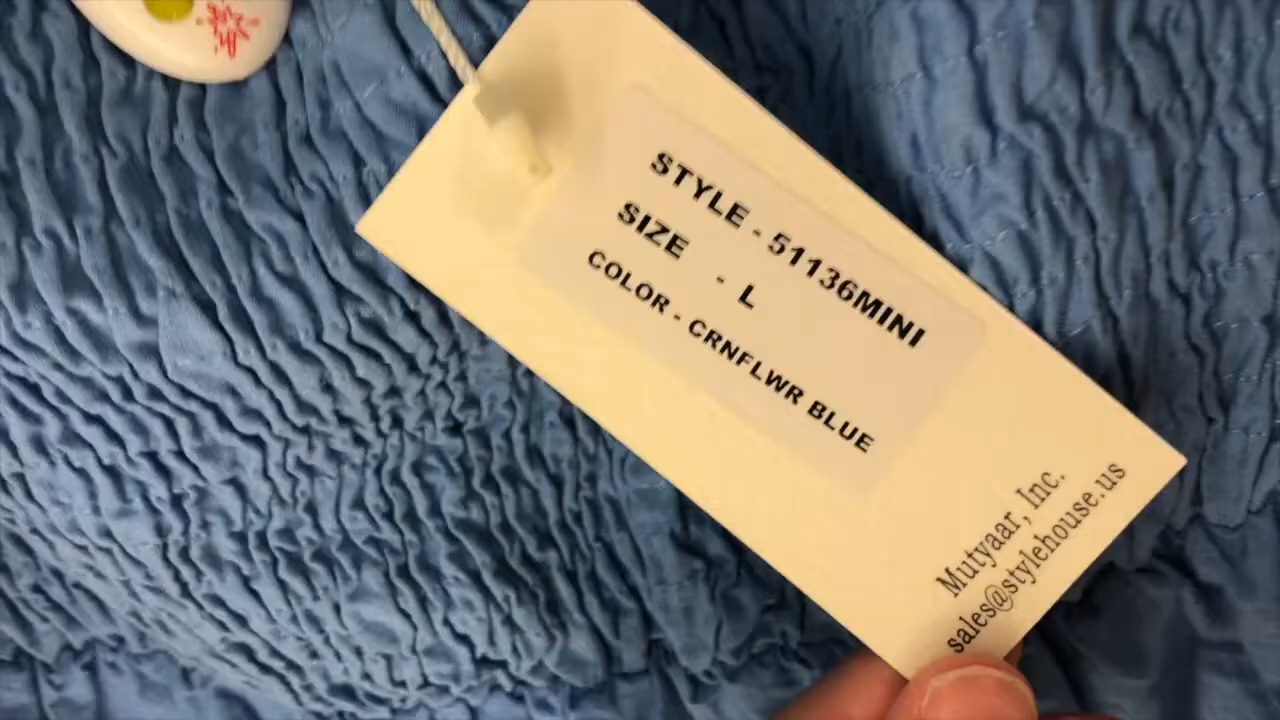 STYLE - 51136MINI
SIZE - L
COLOR - CRNFLWR BLUE
Mutyaar, Inc.
sales@stylehouse.us